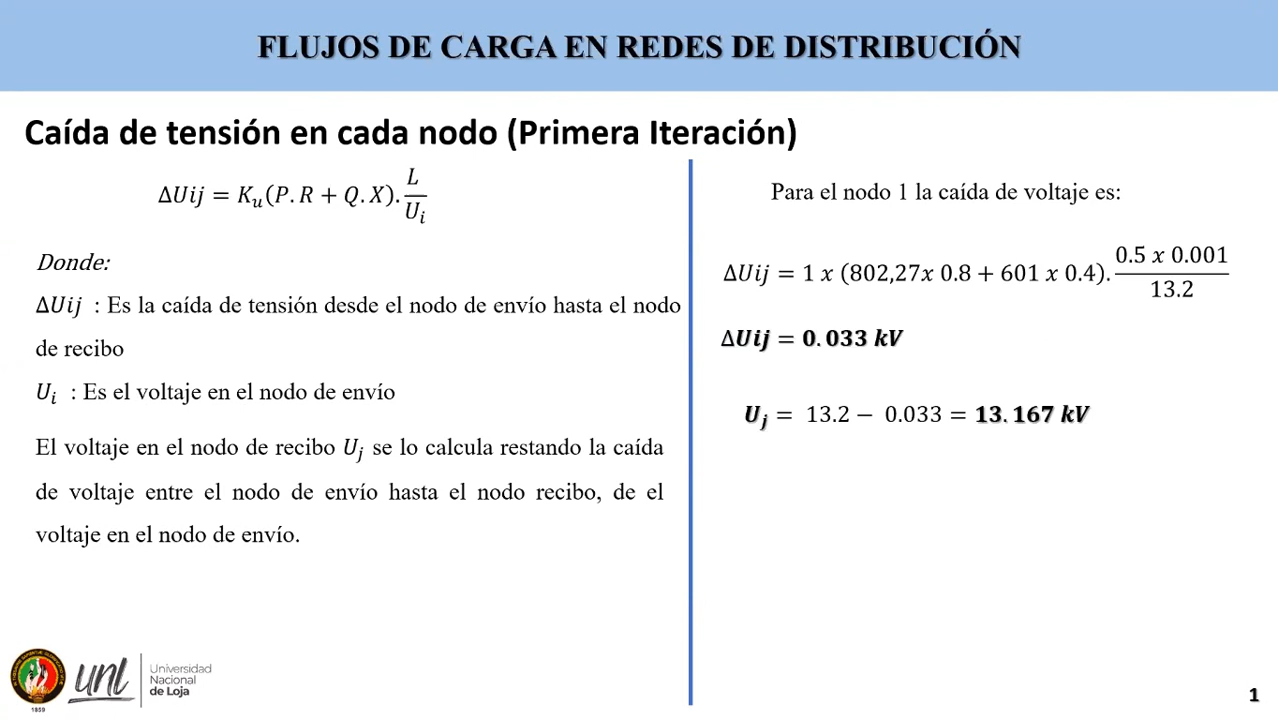 FLUJOS DE CARGA EN REDES DE DISTRIBUCIÓN
Caída de tensión en cada nodo (Primera Iteración)
∆Uij = K_u(P.R + Q.X).L/U_i
Donde:
∆Uij : Es la caída de tensión desde el nodo de envío hasta el nodo
de recibo
U_i : Es el voltaje en el nodo de envío
El voltaje en el nodo de recibo U_j se lo calcula restando la caída
de voltaje entre el nodo de envío hasta el nodo recibo, de el
voltaje en el nodo de envío.
Para el nodo 1 la caída de voltaje es:
∆Uij = 1 x (802,27x 0.8 + 601 x 0.4).0.5 x 0.001/13.2
∆Uij = 0.033 kV
U_j = 13.2 − 0.033 = 13.167 kV
1859
unl
Universidad
Nacional
de Loja
1